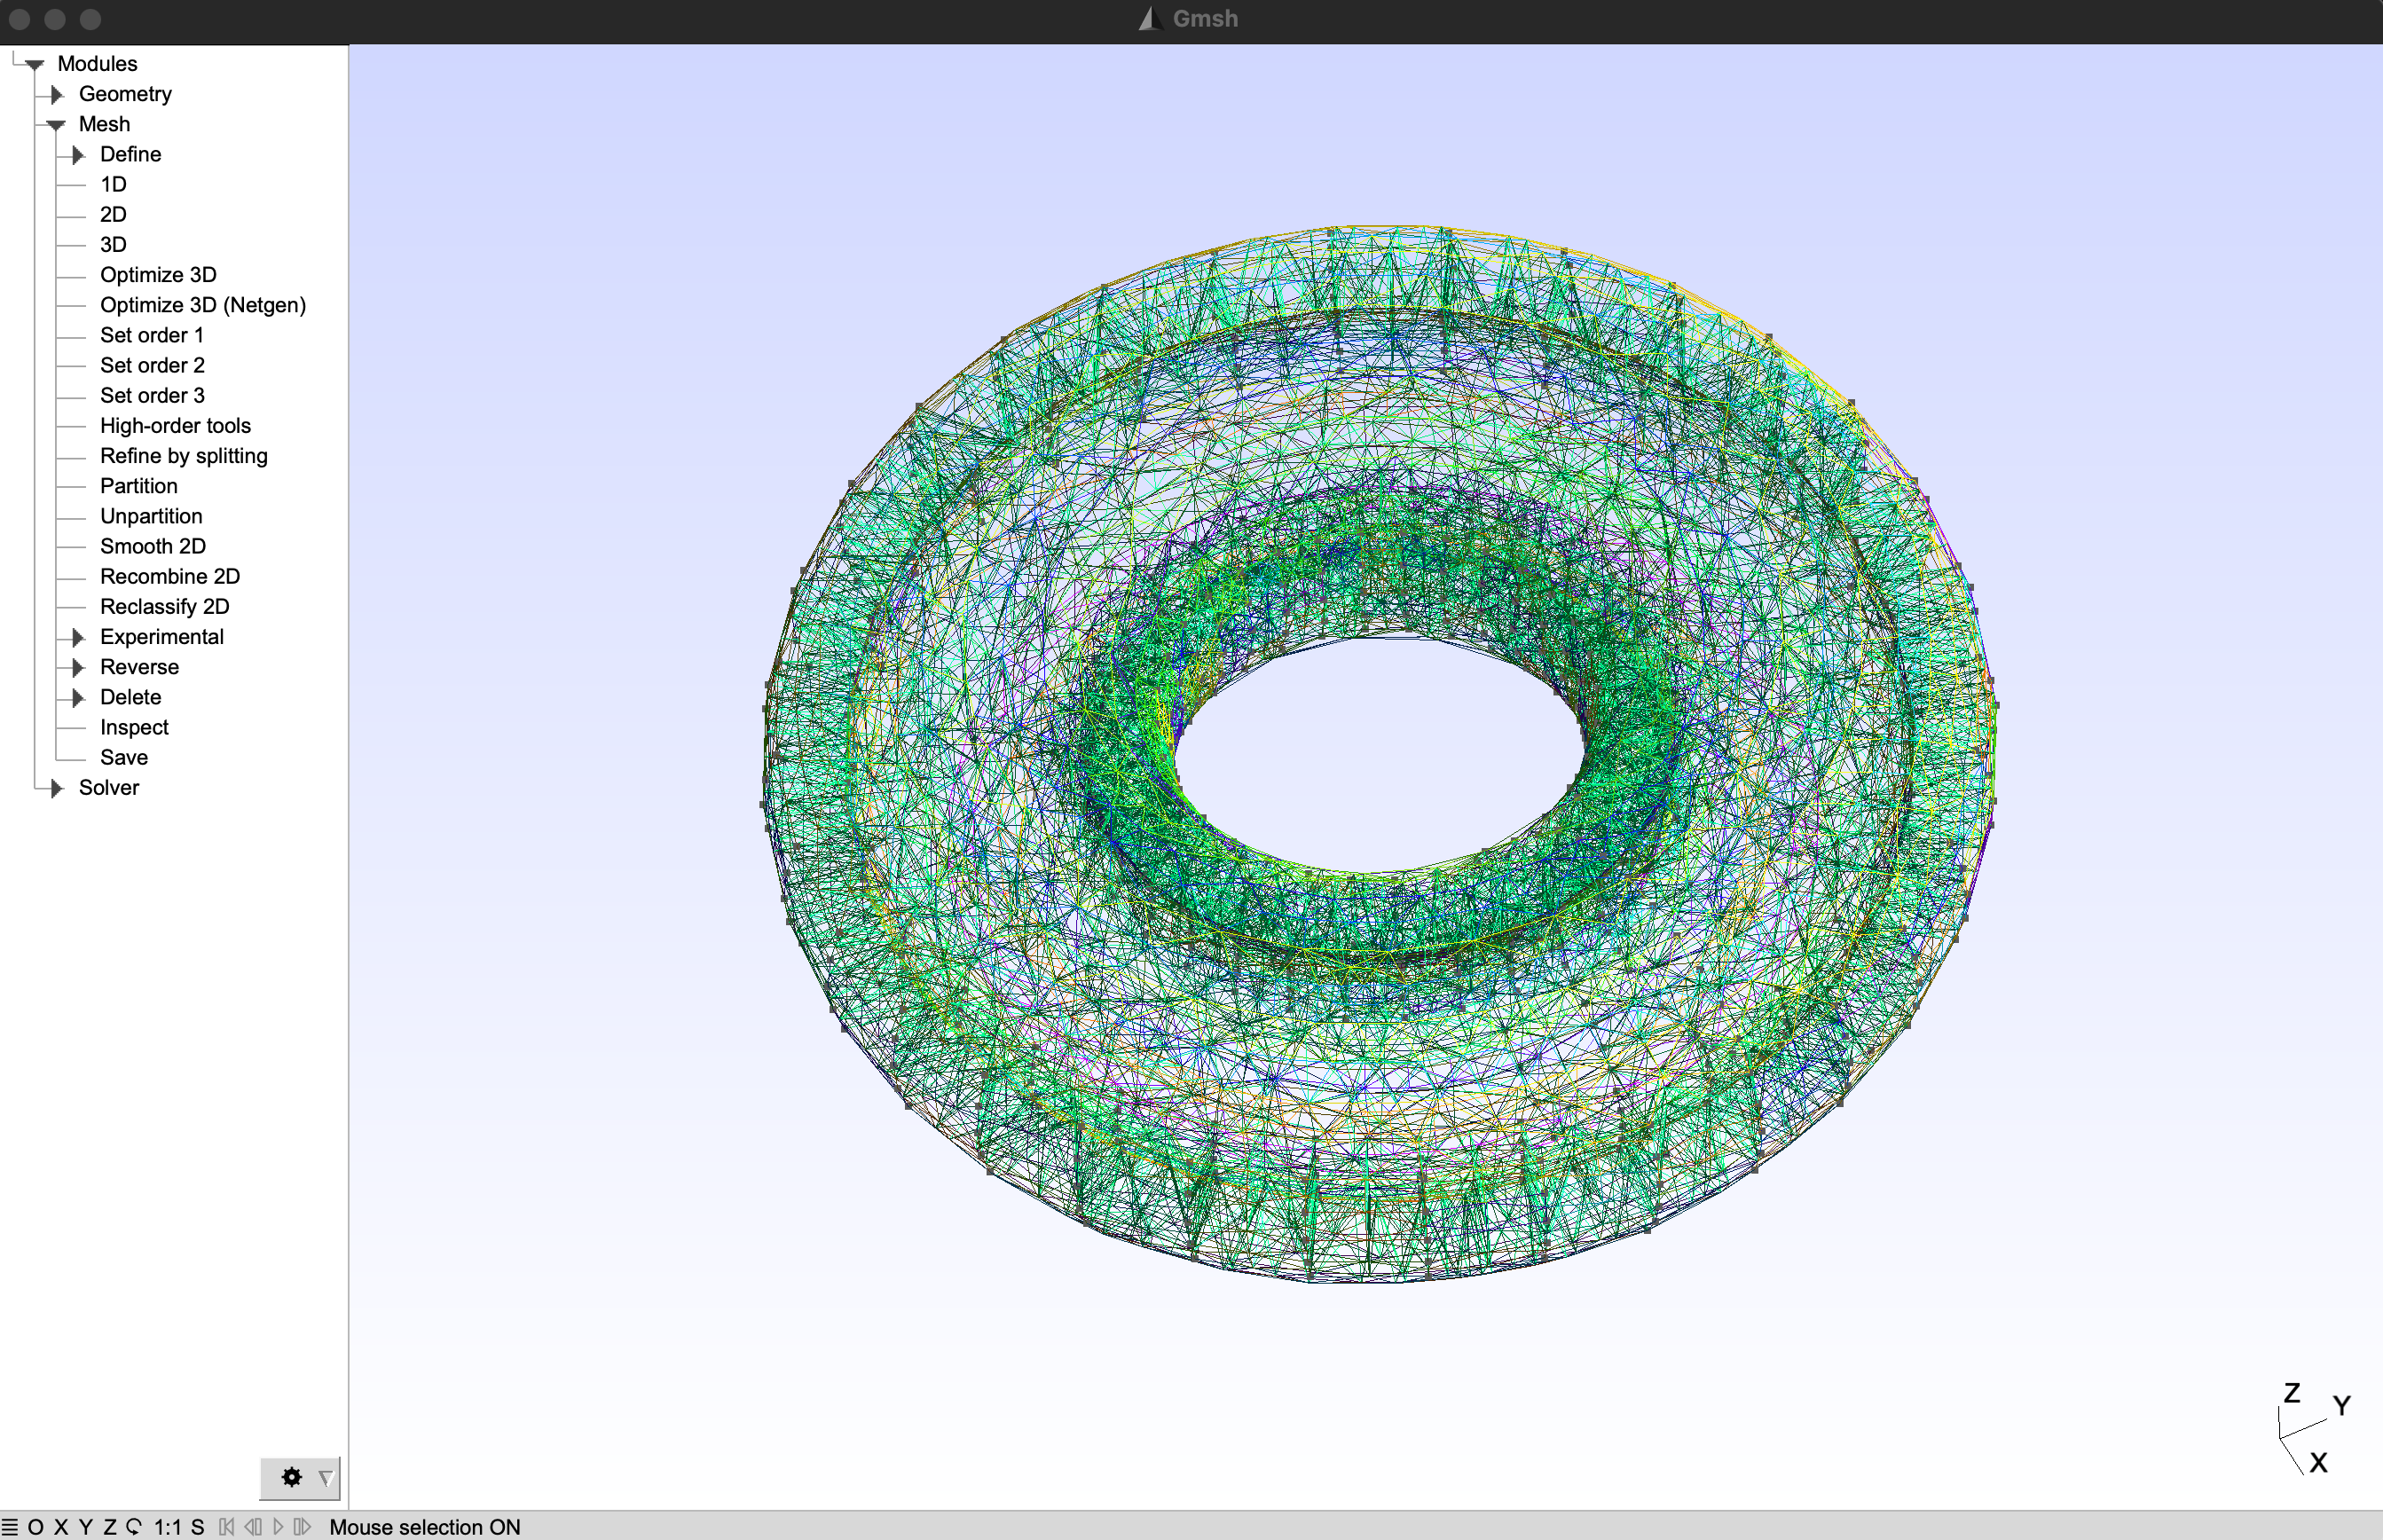 Gmsh
Modules
Geometry
Mesh
Define
1D
2D
3D
Optimize 3D
Optimize 3D (Netgen)
Set order 1
Set order 2
Set order 3
High-order tools
Refine by splitting
Partition
Unpartition
Smooth 2D
Recombine 2D
Reclassify 2D
Experimental
Reverse
Delete
Inspect
Save
Solver
Z
Y
X
O X Y Z 1:1 S Mouse selection ON